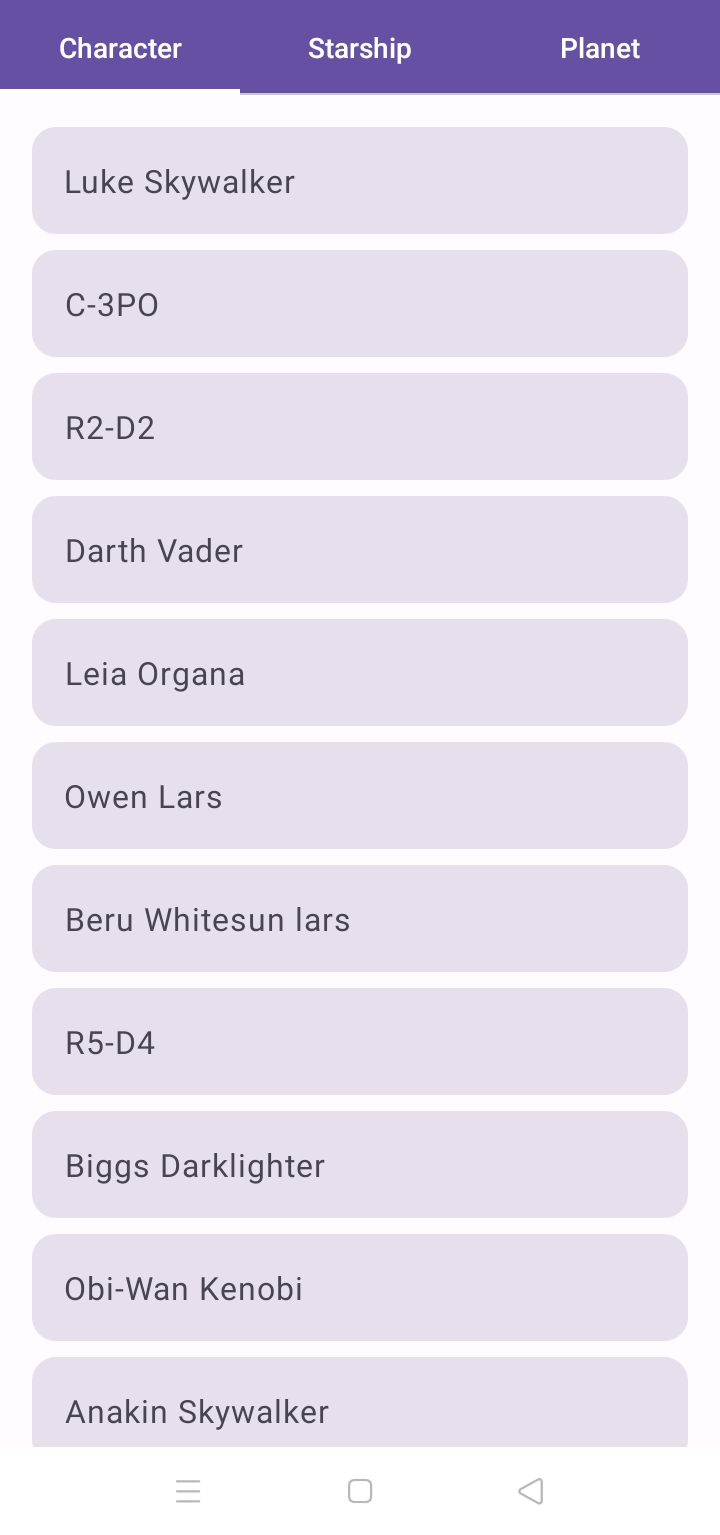 Character Starship Planet
Luke Skywalker
C-3PO
R2-D2
Darth Vader
Leia Organa
Owen Lars
Beru Whitesun lars
R5-D4
Biggs Darklighter
Obi-Wan Kenobi
Anakin Skywalker